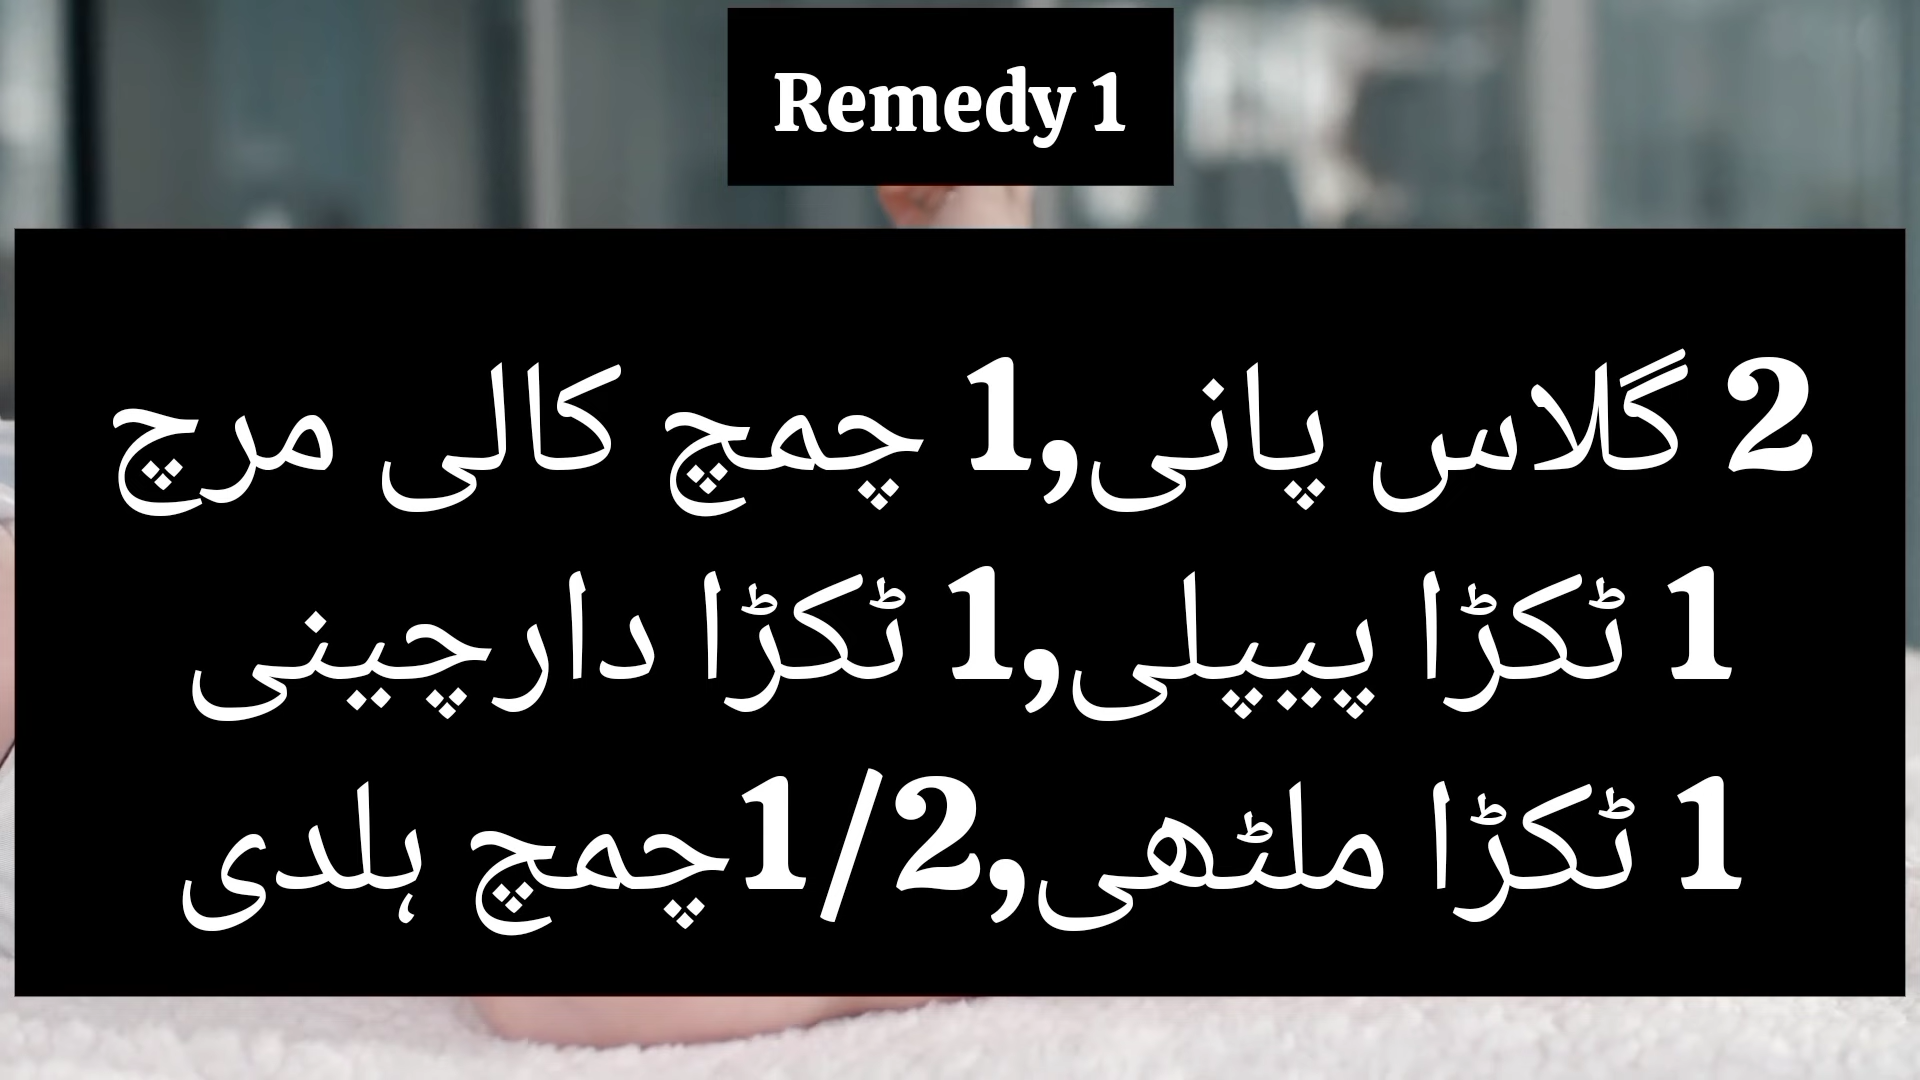 Remedy 1
2 گلاس پانی,1 چمچ کالی مرچ
1 ٹکڑا پیپلی,1 ٹکڑا دارچینی
1 ٹکڑا ملٹھی,1/2چمچ ہلدی